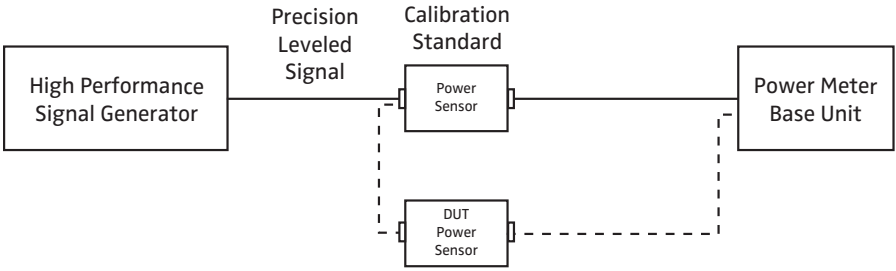 Precision
Leveled
Signal
Calibration
Standard
High Performance
Signal Generator
Power
Sensor
Power Meter
Base Unit
DUT
Power
Sensor